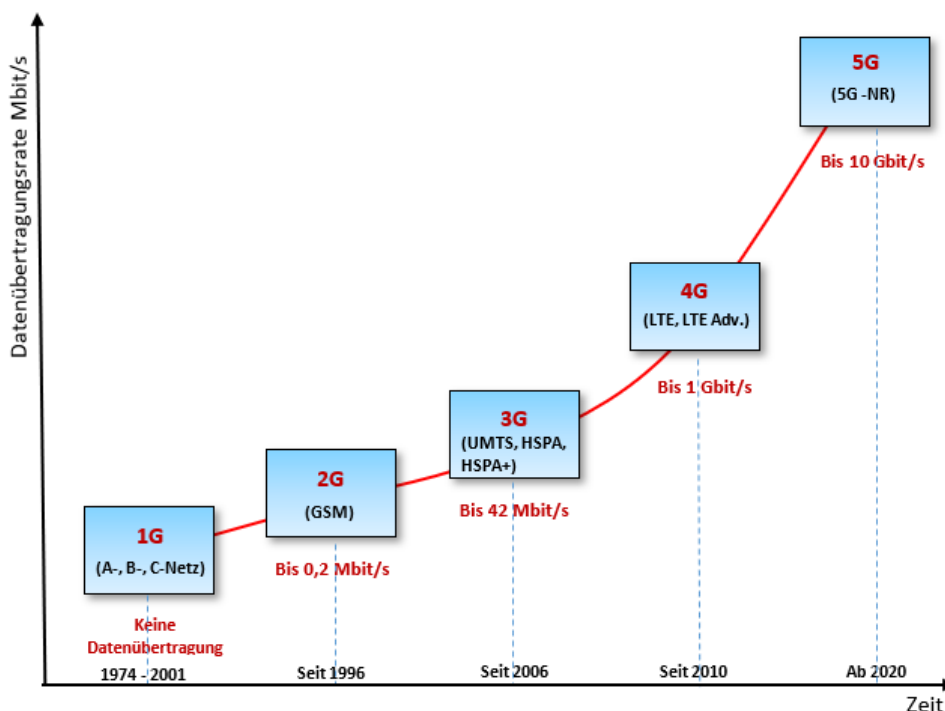 Datenübertragungsrate Mbit/s
5G
(5G -NR)
Bis 10 Gbit/s
4G
(LTE, LTE Adv.)
Bis 1 Gbit/s
3G
(UMTS, HSPA,
HSPA+)
Bis 42 Mbit/s
2G
(GSM)
Bis 0,2 Mbit/s
1G
(A-, B-, C-Netz)
Keine
Datenübertragung
1974 - 2001
Seit 1996
Seit 2006
Seit 2010
Ab 2020
Zeit